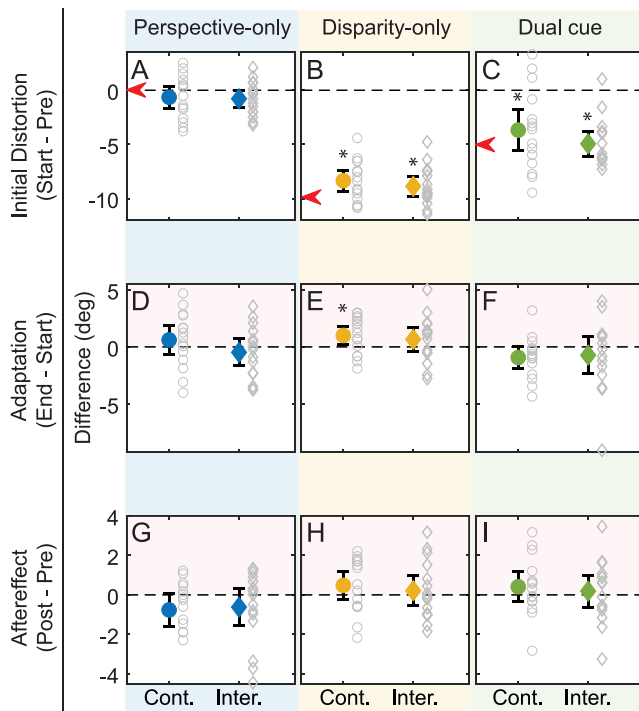 Perspective-only Disparity-only Dual cue
Initial Distortion
(Start - Pre)
A B C
0
-5
-10
* * * *
Adaptation
(End - Start)
Difference (deg)
D E F
5
0
-5
*
Aftereffect
(Post - Pre)
G H I
4
2
0
-2
-4
Cont. Inter. Cont. Inter. Cont. Inter.